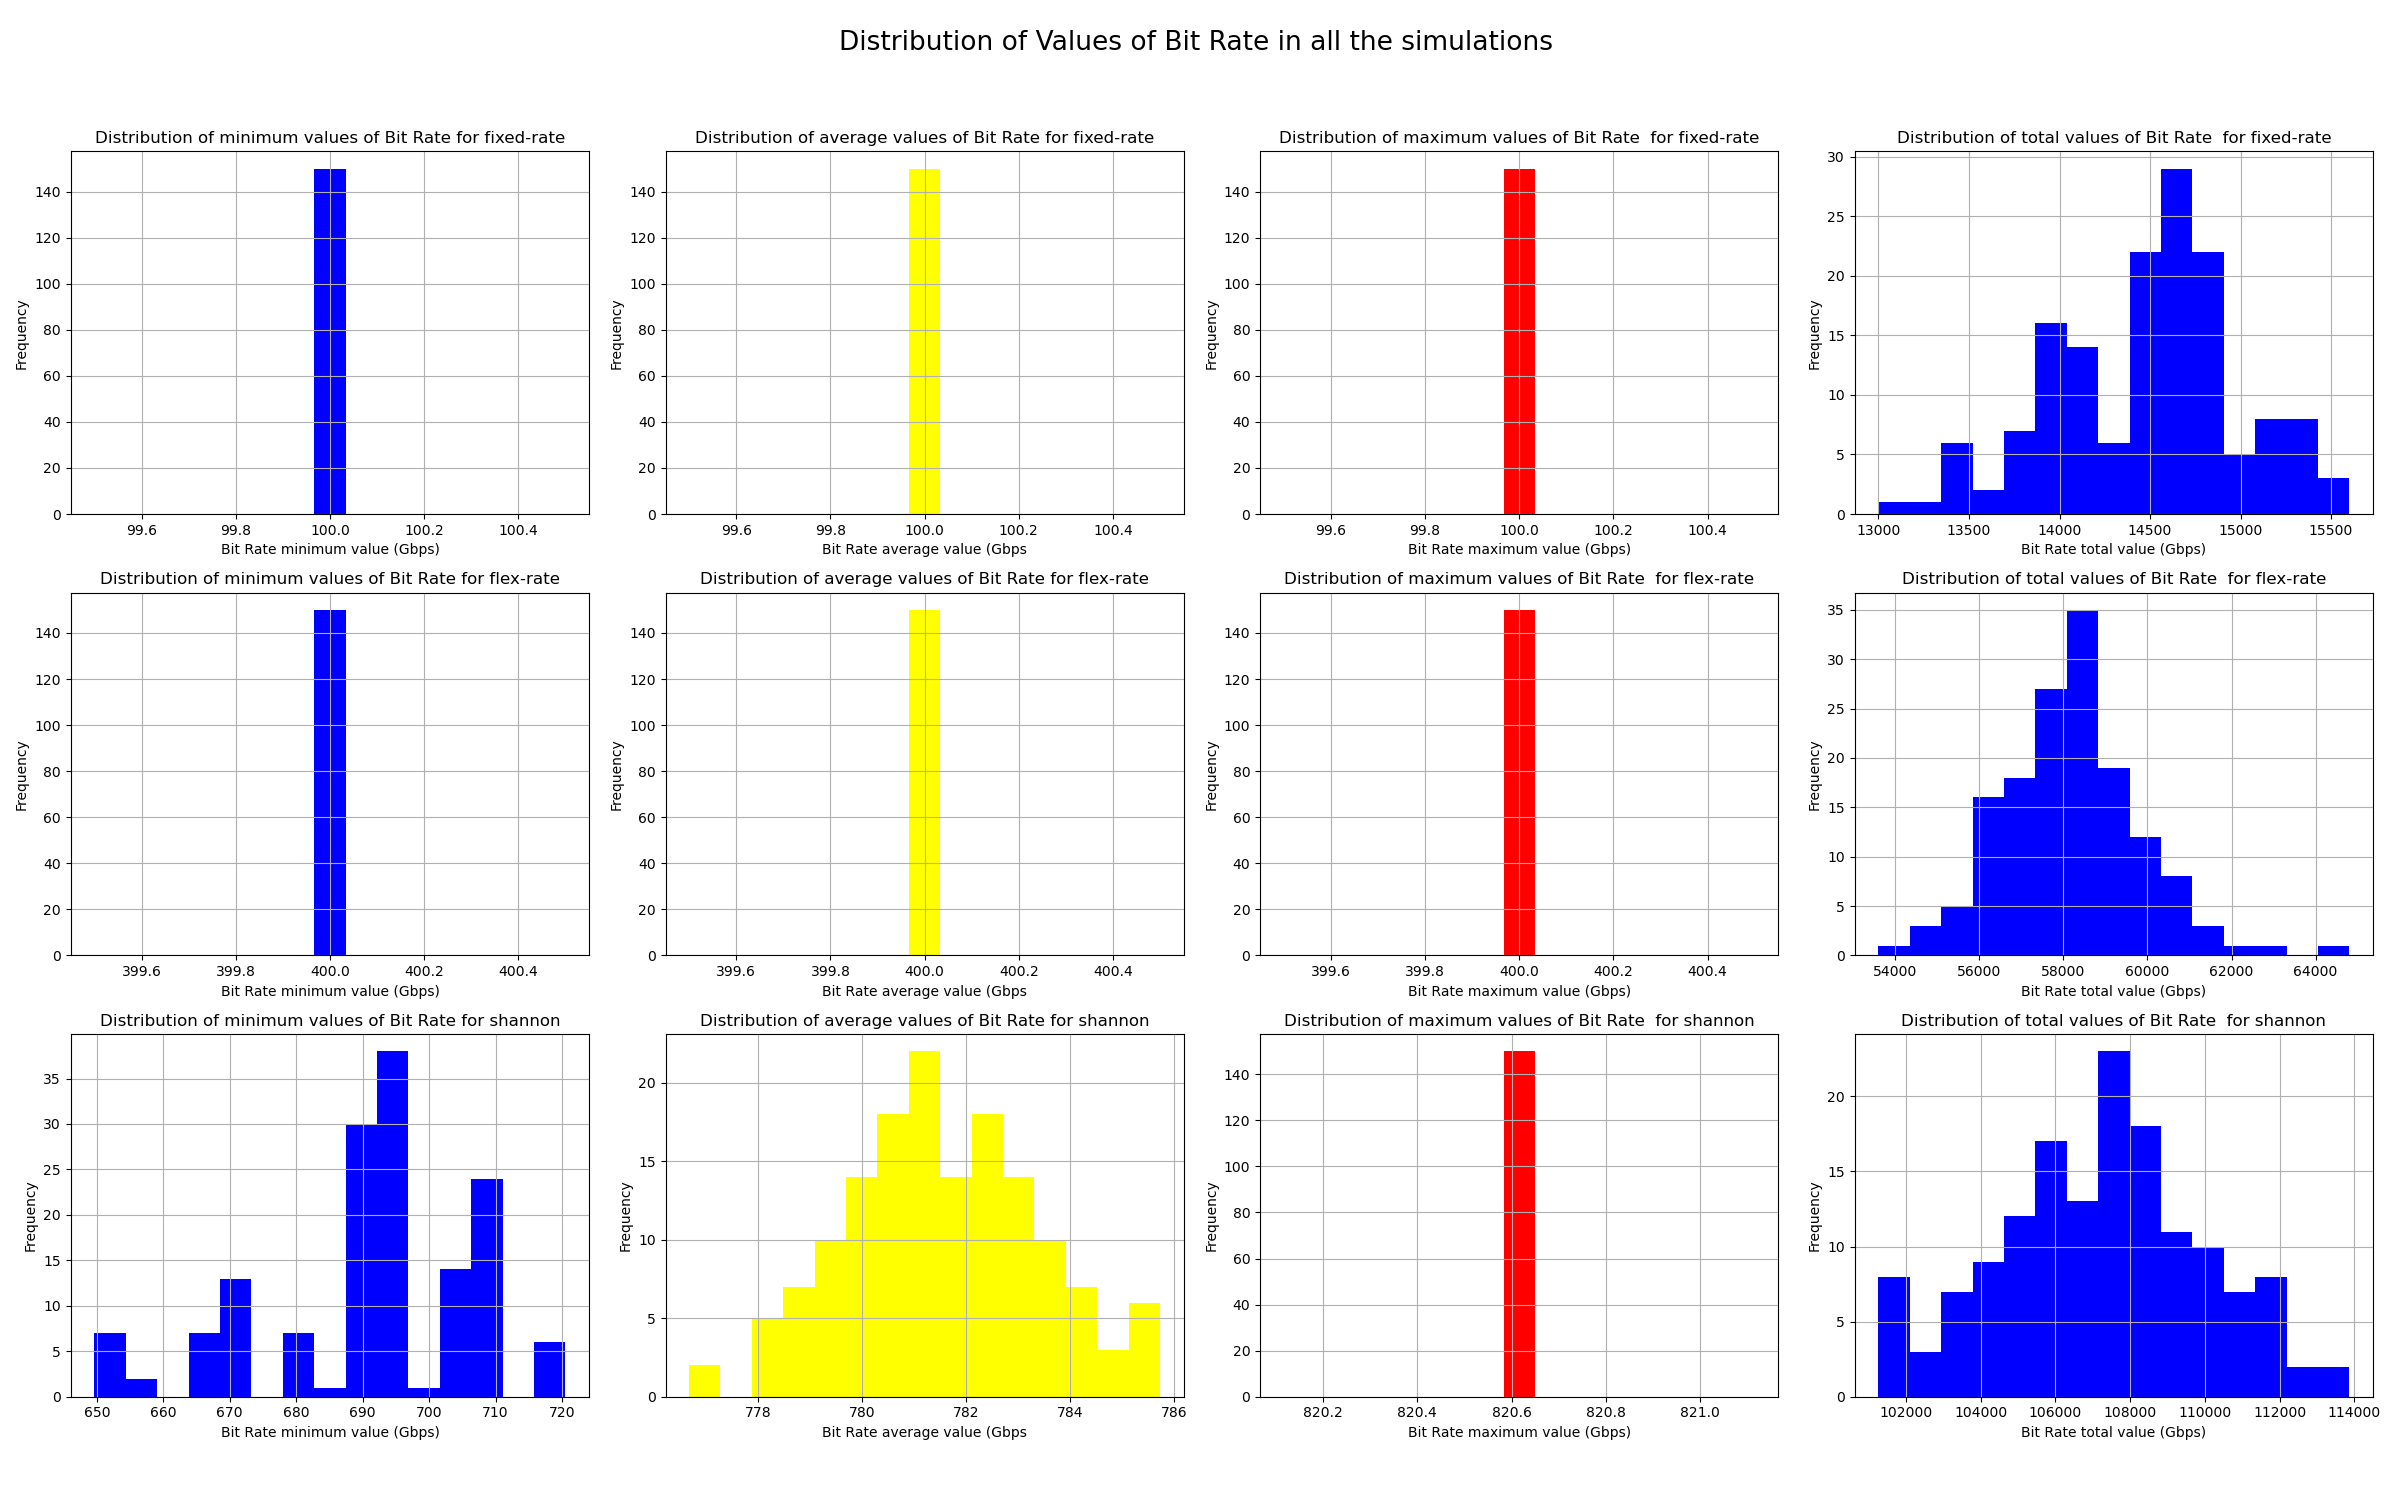 Distribution of Values of Bit Rate in all the simulations
Distribution of minimum values of Bit Rate for fixed-rate
140
120
100
80
60
40
20
0
Frequency
99.6 99.8 100.0 100.2 100.4
Bit Rate minimum value (Gbps)
Distribution of average values of Bit Rate for fixed-rate
140
120
100
80
60
40
20
0
Frequency
99.6 99.8 100.0 100.2 100.4
Bit Rate average value (Gbps
Distribution of maximum values of Bit Rate  for fixed-rate
140
120
100
80
60
40
20
0
Frequency
99.6 99.8 100.0 100.2 100.4
Bit Rate maximum value (Gbps)
Distribution of total values of Bit Rate  for fixed-rate
30
25
20
15
10
5
0
Frequency
13000 13500 14000 14500 15000 15500
Bit Rate total value (Gbps)
Distribution of minimum values of Bit Rate for flex-rate
140
120
100
80
60
40
20
0
Frequency
399.6 399.8 400.0 400.2 400.4
Bit Rate minimum value (Gbps)
Distribution of average values of Bit Rate for flex-rate
140
120
100
80
60
40
20
0
Frequency
399.6 399.8 400.0 400.2 400.4
Bit Rate average value (Gbps
Distribution of maximum values of Bit Rate  for flex-rate
140
120
100
80
60
40
20
0
Frequency
399.6 399.8 400.0 400.2 400.4
Bit Rate maximum value (Gbps)
Distribution of total values of Bit Rate  for flex-rate
35
30
25
20
15
10
5
0
Frequency
54000 56000 58000 60000 62000 64000
Bit Rate total value (Gbps)
Distribution of minimum values of Bit Rate for shannon
35
30
25
20
15
10
5
0
Frequency
650 660 670 680 690 700 710 720
Bit Rate minimum value (Gbps)
Distribution of average values of Bit Rate for shannon
20
15
10
5
0
Frequency
778 780 782 784 786
Bit Rate average value (Gbps
Distribution of maximum values of Bit Rate  for shannon
140
120
100
80
60
40
20
0
Frequency
820.2 820.4 820.6 820.8 821.0
Bit Rate maximum value (Gbps)
Distribution of total values of Bit Rate  for shannon
20
15
10
5
0
Frequency
102000 104000 106000 108000 110000 112000 114000
Bit Rate total value (Gbps)